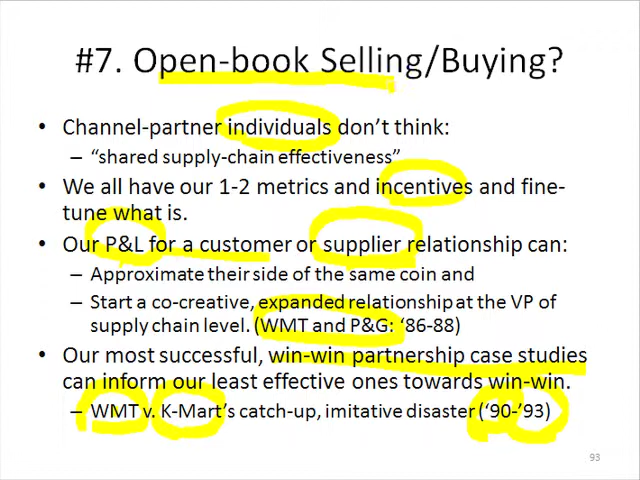 #7. Open-book Selling/Buying?
• Channel-partner individuals don’t think:
– “shared supply-chain effectiveness”
• We all have our 1-2 metrics and incentives and fine-
tune what is.
• Our P&L for a customer or supplier relationship can:
– Approximate their side of the same coin and
– Start a co-creative, expanded relationship at the VP of
supply chain level. (WMT and P&G: ‘86-88)
• Our most successful, win-win partnership case studies
can inform our least effective ones towards win-win.
– WMT v. K-Mart’s catch-up, imitative disaster (‘90-’93)
93